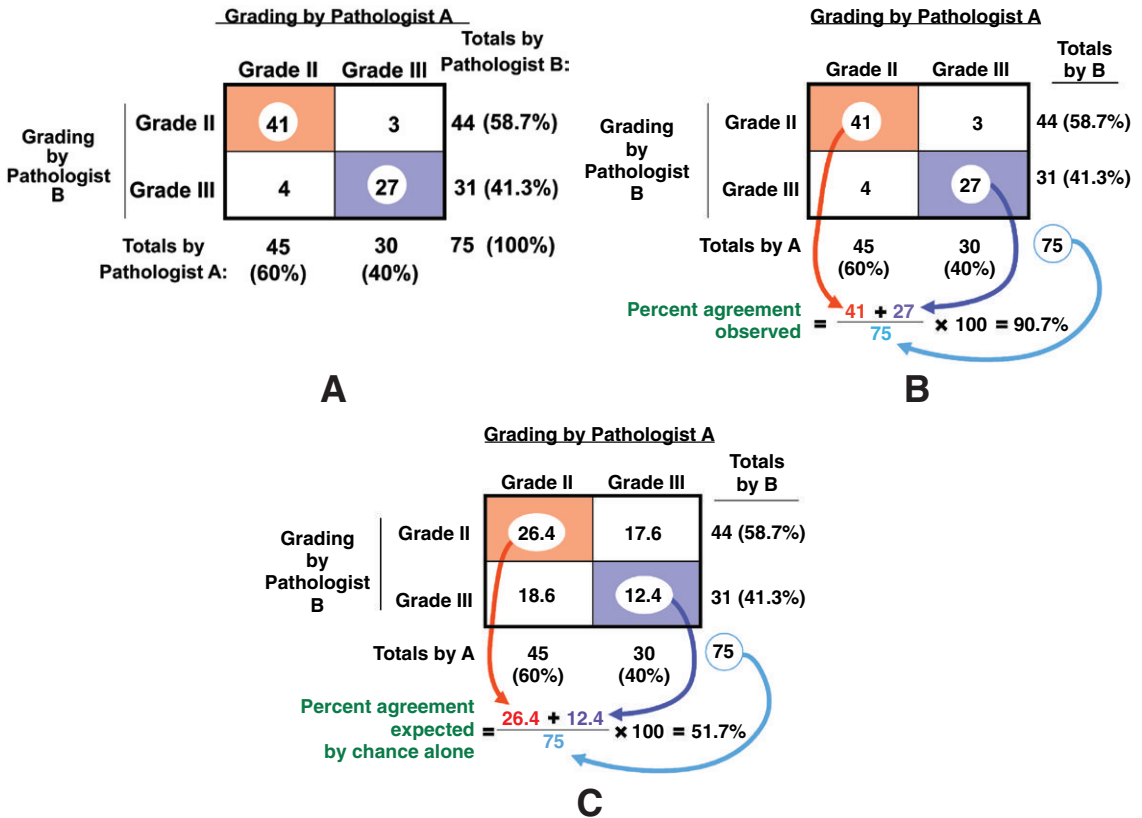 Grading by Pathologist A
Totals by
Pathologist B:
Grade II Grade III
Grading
by
Pathologist
B
Grade II 41 3 44 (58.7%)
Grade III 4 27 31 (41.3%)
Totals by
Pathologist A:
45 30 75 (100%)
(60%) (40%)
A
Grading by Pathologist A
Totals
by B
Grade II Grade III
Grading
by
Pathologist
B
Grade II 41 3 44 (58.7%)
Grade III 4 27 31 (41.3%)
Totals by A 45 30 75
(60%) (40%)
Percent agreement
observed
= 41 + 27
75
× 100 = 90.7%
B
Grading by Pathologist A
Totals
by B
Grade II Grade III
Grading
by
Pathologist
B
Grade II 26.4 17.6 44 (58.7%)
Grade III 18.6 12.4 31 (41.3%)
Totals by A 45 30 75
(60%) (40%)
Percent agreement
expected
by chance alone
= 26.4 + 12.4
75
× 100 = 51.7%
C